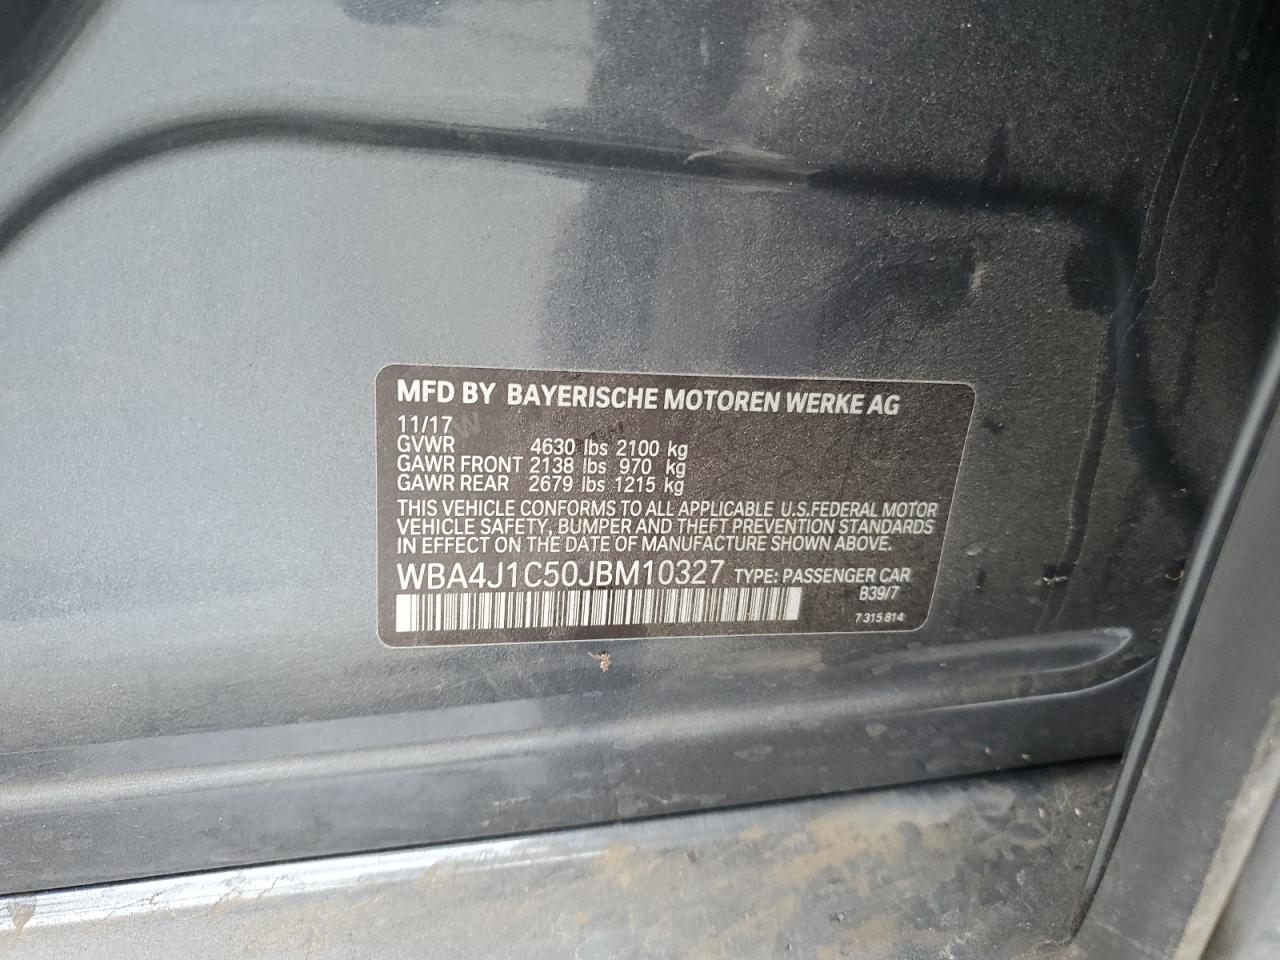 MFD BY BAYERISCHE MOTOREN WERKE AG
11/17
GVWR 4630 lbs 2100 kg
GAWR FRONT 2138 lbs 970 kg
GAWR REAR 2679 lbs 1215 kg
THIS VEHICLE CONFORMS TO ALL APPLICABLE U.S.FEDERAL MOTOR
VEHICLE SAFETY, BUMPER AND THEFT PREVENTION STANDARDS
IN EFFECT ON THE DATE OF MANUFACTURE SHOWN ABOVE.
WBA4J1C50JBM10327 TYPE: PASSENGER CAR
B39/7
7 315 814